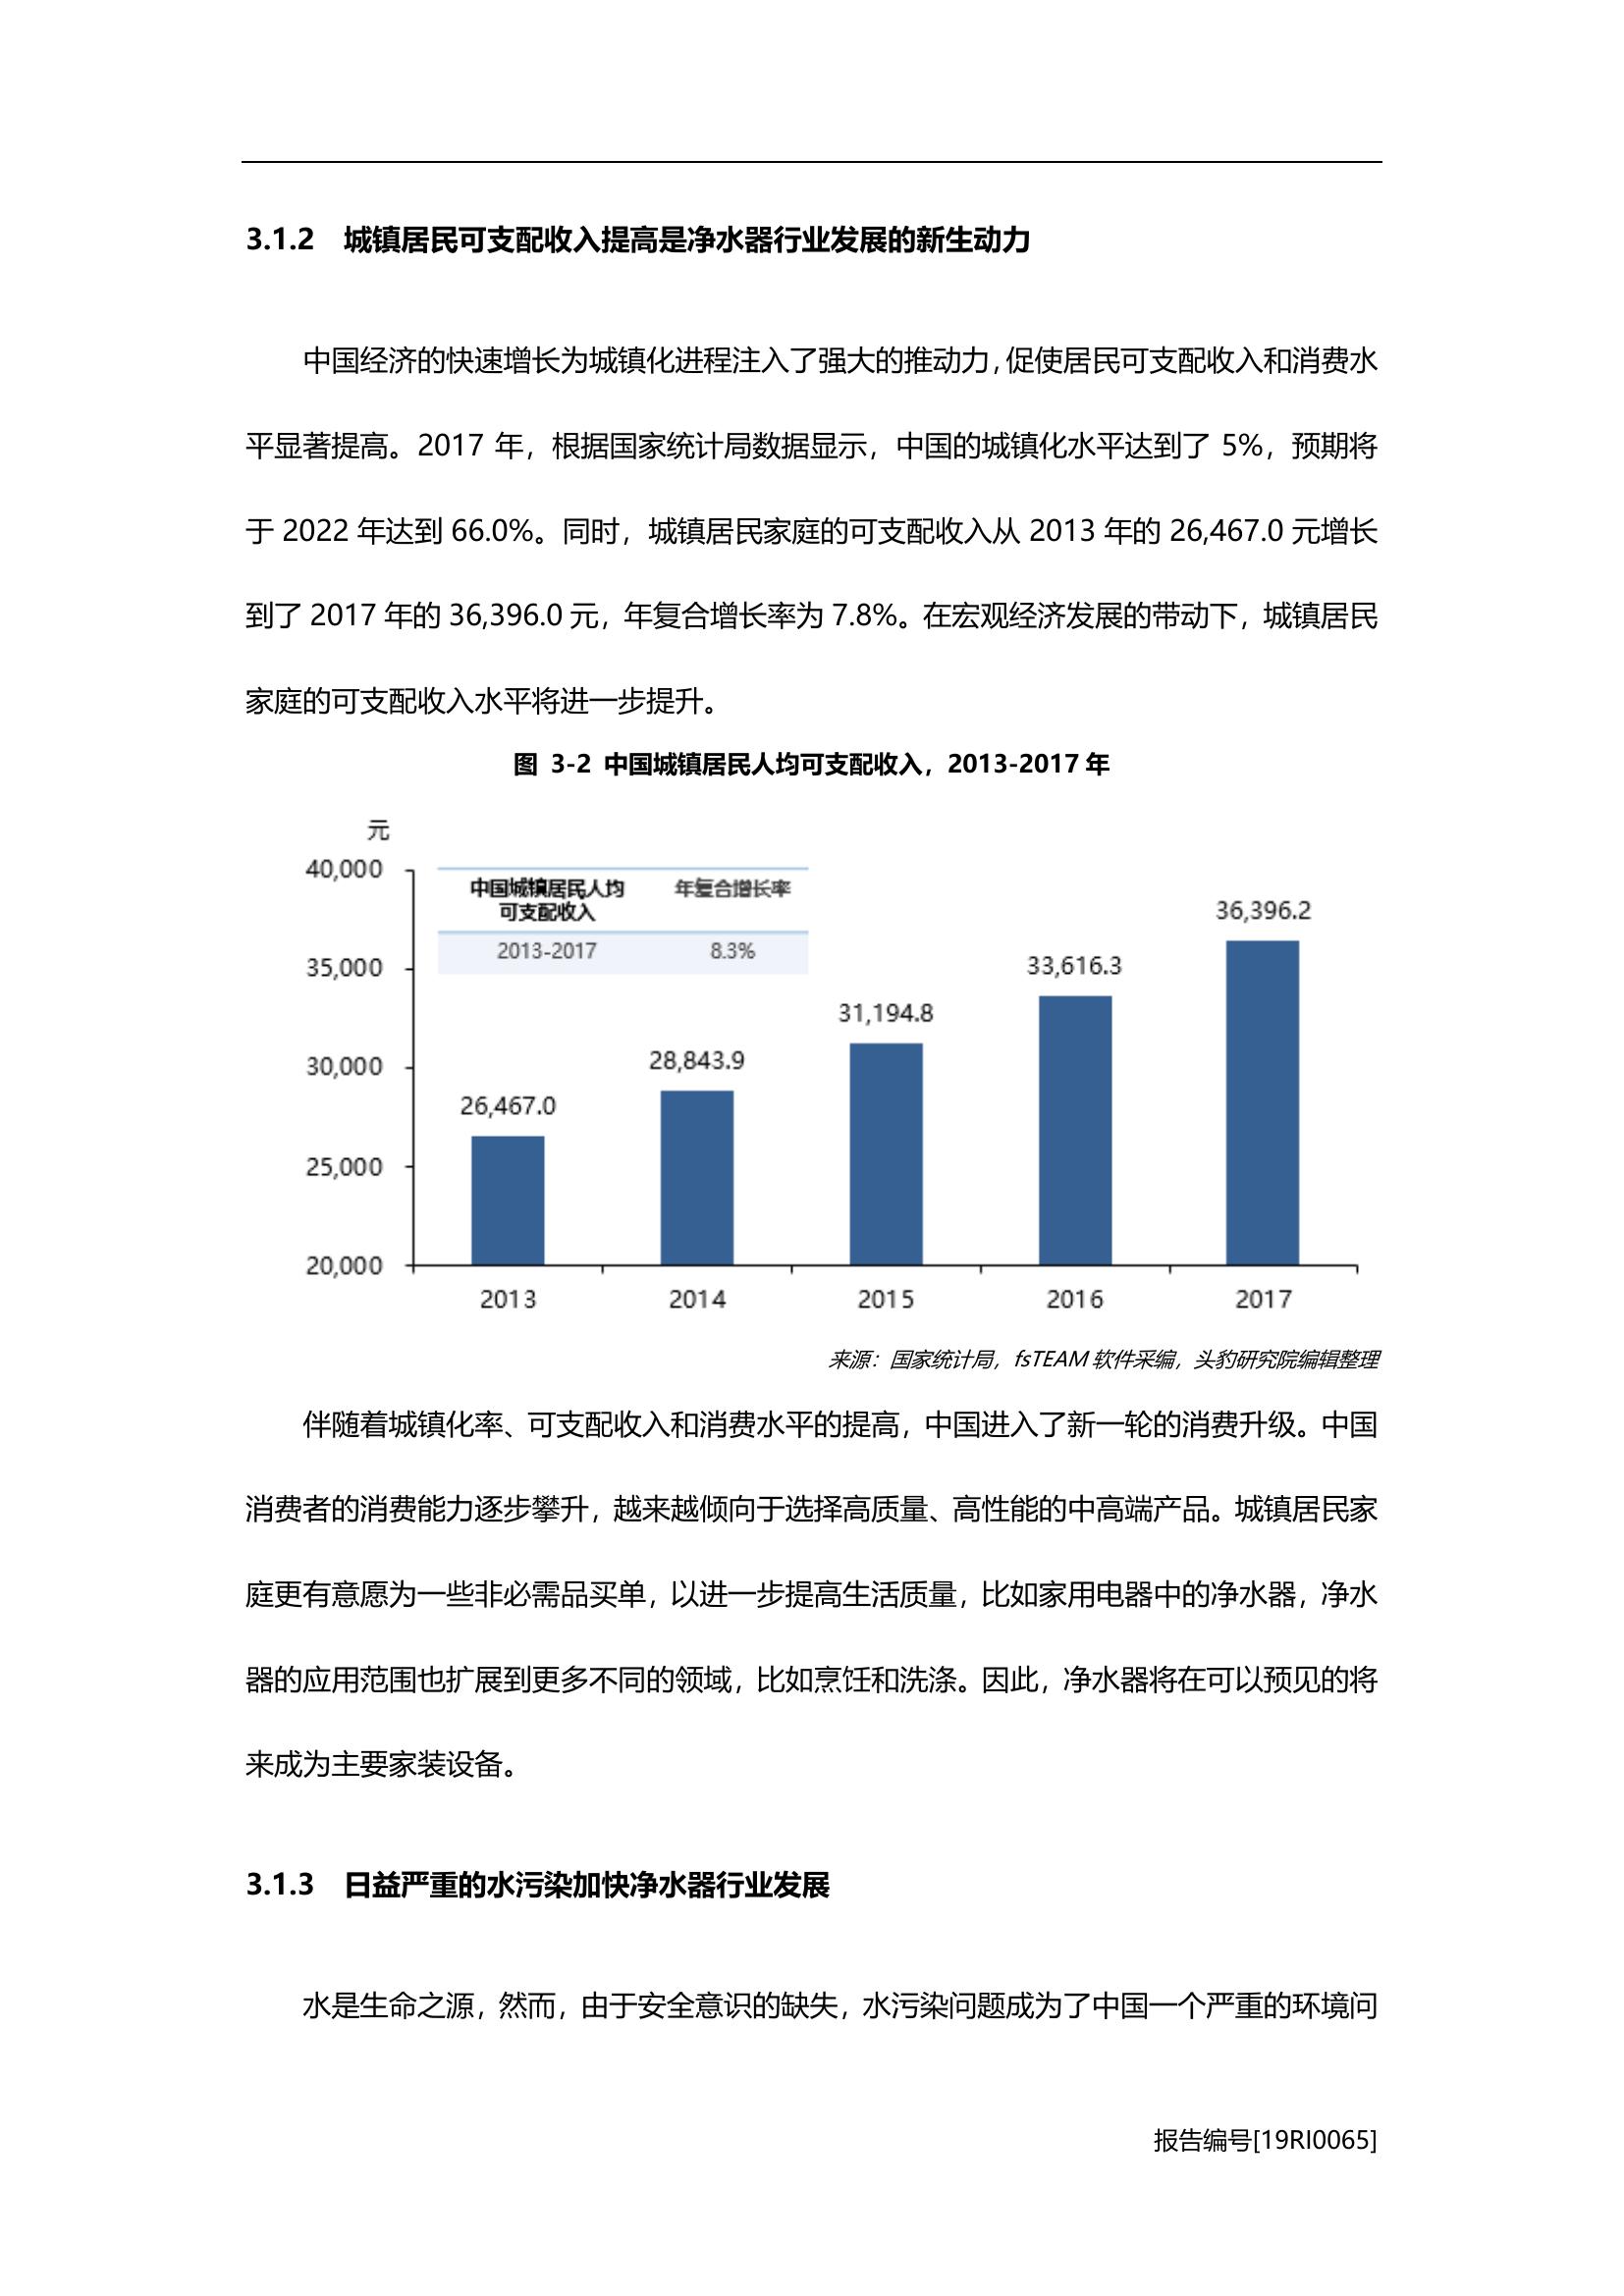 3.1.2 城镇居民可支配收入提高是净水器行业发展的新生动力
中国经济的快速增长为城镇化进程注入了强大的推动力，促使居民可支配收入和消费水
平显著提高。2017 年，根据国家统计局数据显示，中国的城镇化水平达到了 5%，预期将
于 2022 年达到 66.0%。同时，城镇居民家庭的可支配收入从 2013 年的 26,467.0 元增长
到了 2017 年的 36,396.0 元，年复合增长率为 7.8%。在宏观经济发展的带动下，城镇居民
家庭的可支配收入水平将进一步提升。
图 3-2 中国城镇居民人均可支配收入，2013-2017 年
元
40,000
35,000
30,000
25,000
20,000
中国城镇居民人均 年复合增长率
可支配收入
2013-2017 8.3%
26,467.0
28,843.9
31,194.8
33,616.3
36,396.2
2013 2014 2015 2016 2017
来源：国家统计局，fsTEAM 软件采编，头豹研究院编辑整理
伴随着城镇化率、可支配收入和消费水平的提高，中国进入了新一轮的消费升级。中国
消费者的消费能力逐步攀升，越来越倾向于选择高质量、高性能的中高端产品。城镇居民家
庭更有意愿为一些非必需品买单，以进一步提高生活质量，比如家用电器中的净水器，净水
器的应用范围也扩展到更多不同的领域，比如烹饪和洗涤。因此，净水器将在可以预见的将
来成为主要家装设备。
3.1.3 日益严重的水污染加快净水器行业发展
水是生命之源，然而，由于安全意识的缺失，水污染问题成为了中国一个严重的环境问
报告编号[19RI0065]